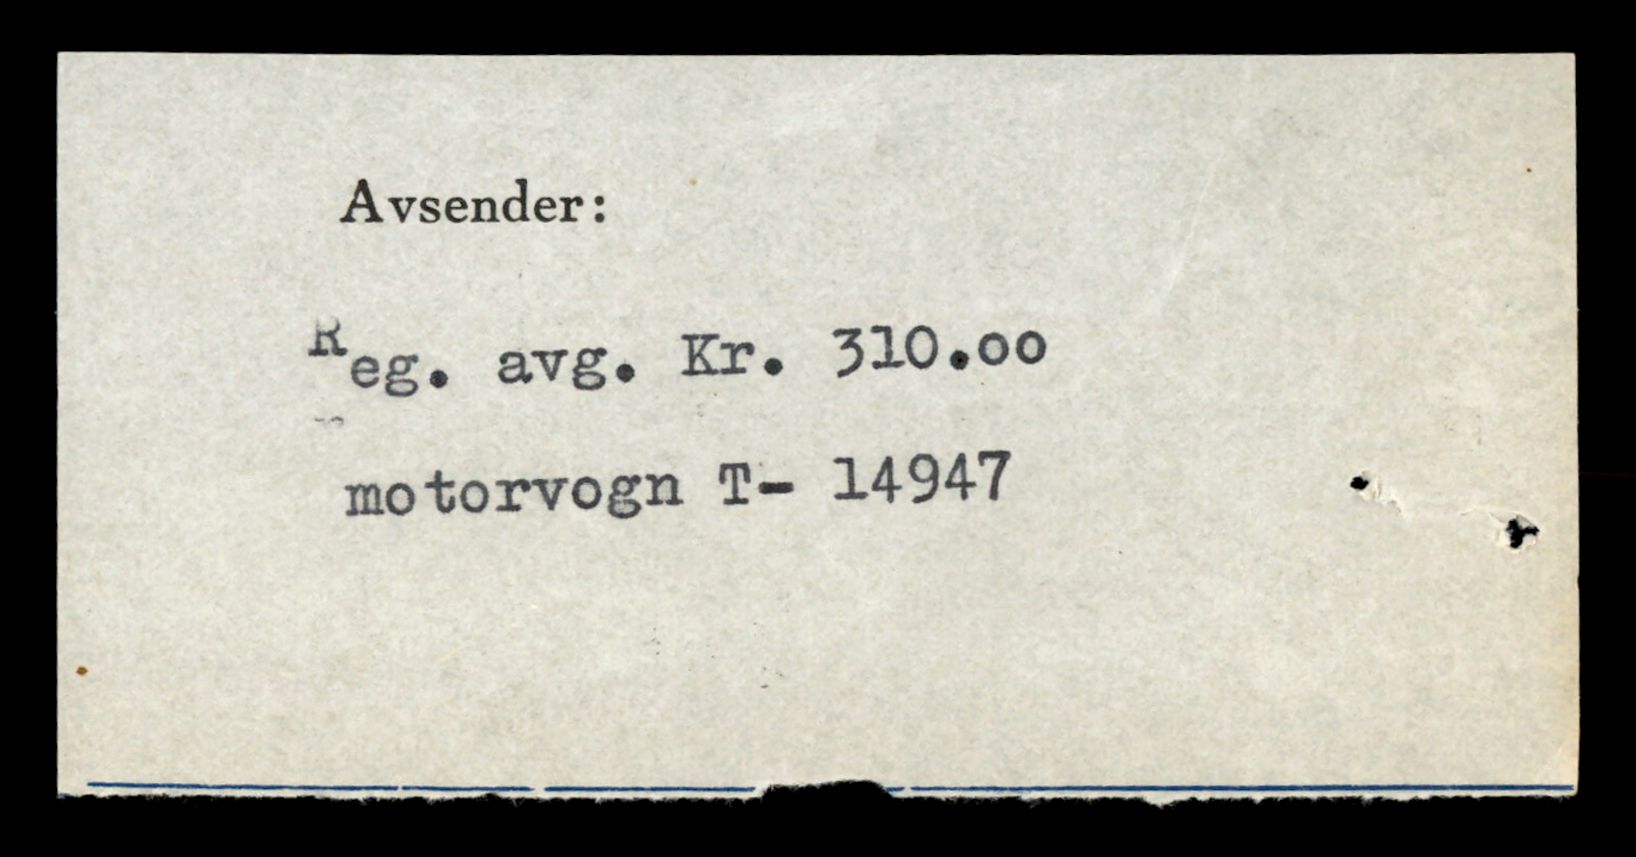 Avsender:
Reg. avg. Kr. 310.oo
motorvogn T- 14947